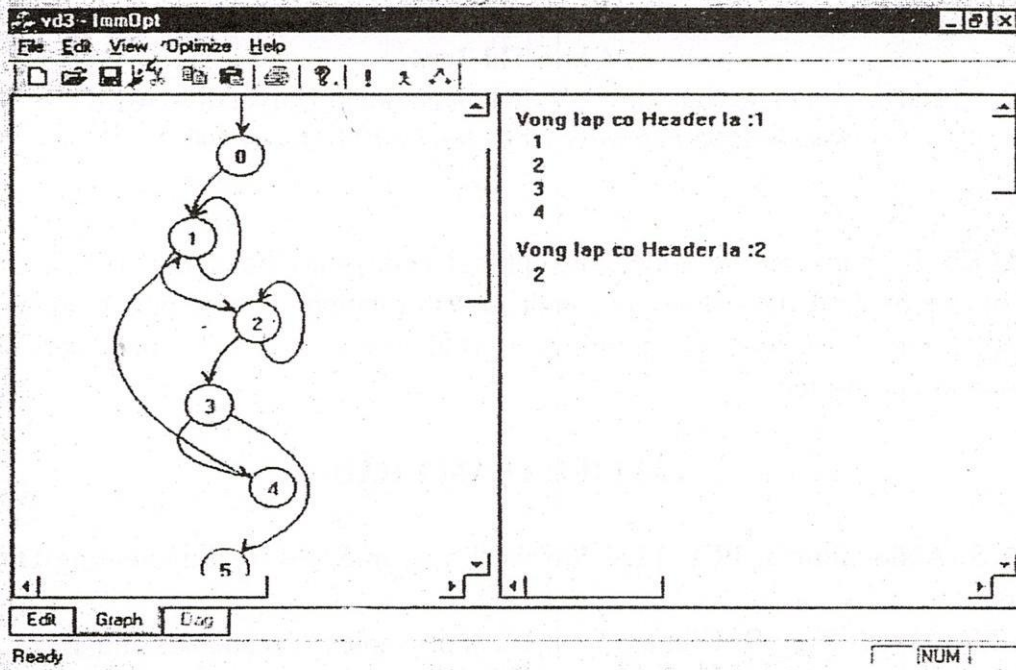 vd3 - ImmOpt
File Edit View Optimize Help
0
1
2
3
4
5
Vong lap co Header la :1
1
2
3
4
Vong lap co Header la :2
2
Edit Graph Dag
Ready
NUM